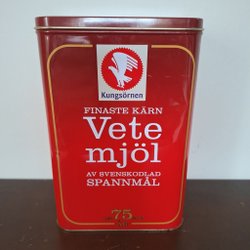 Kungsörnen
FINASTE KÄRN
Vete
mjöl
AV SVENSKODLAD
SPANNMÅL
75